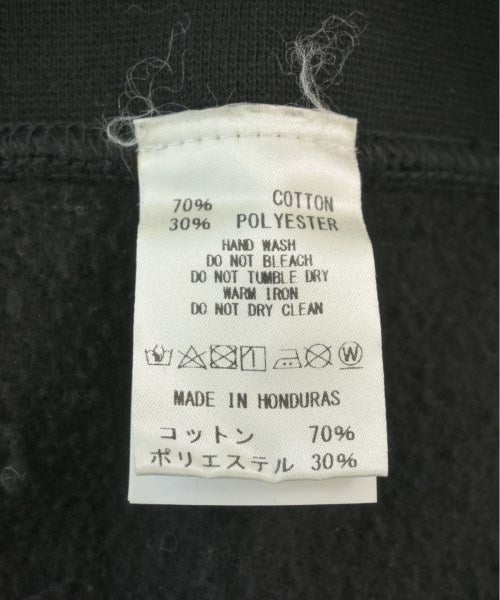 70% COTTON
30% POLYESTER
HAND WASH
DO NOT BLEACH
DO NOT TUMBLE DRY
WARM IRON
DO NOT DRY CLEAN
W
MADE IN HONDURAS
コットン 70%
ポリエステル 30%